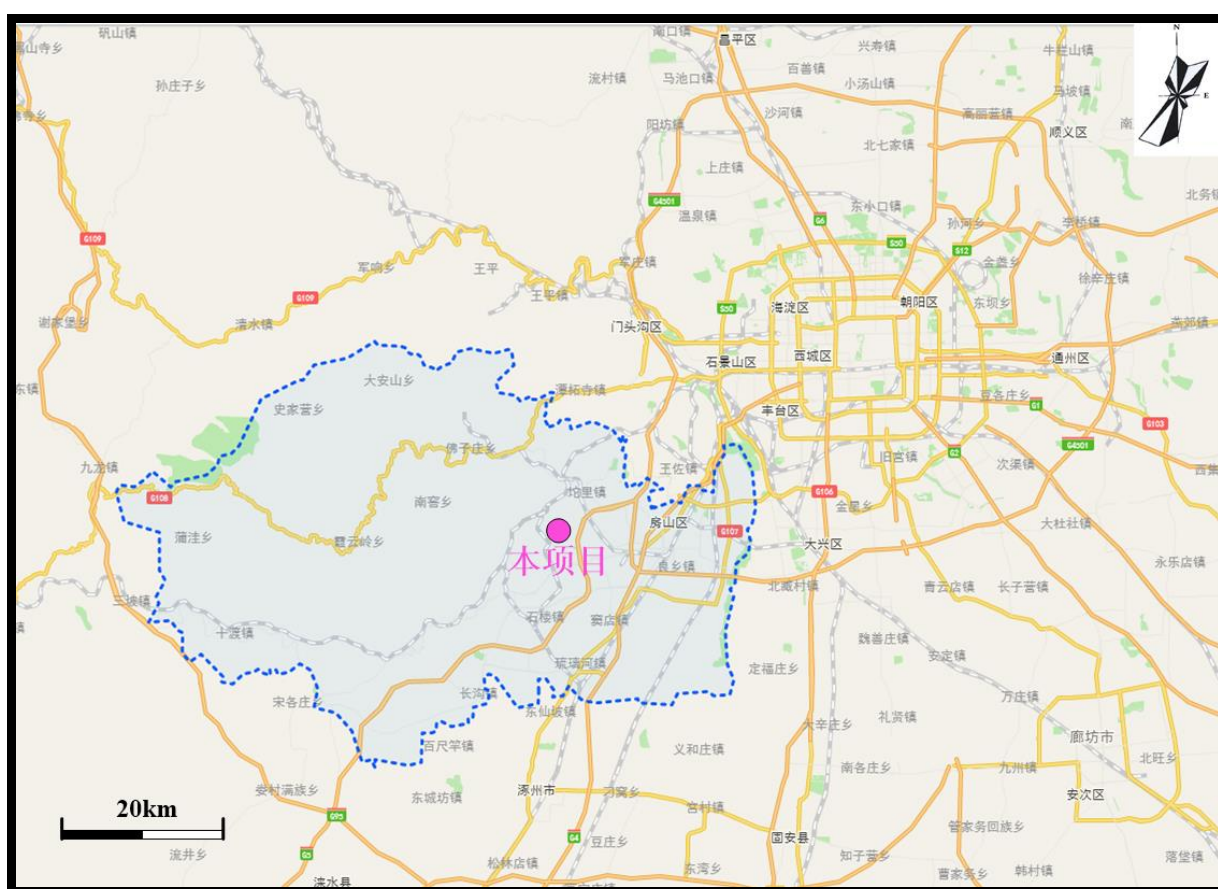 矾山镇
南口镇
昌平区
兴寿镇
牛栏山镇
N
孙庄子乡
流村镇
马池口镇
百善镇
小汤山镇
马坡镇
E
阳坊镇
沙河镇
高丽营镇
顺义区
北七家镇
上庄镇
G4501
温泉镇
东小口镇
孙河乡
李桥镇
G6
S50
S12
G109
军响乡
王平
军庄镇
金盏乡
徐辛庄镇
G109
王平镇
S50
海淀区
朝阳区
东坝乡
谢家堡乡
清水镇
门头沟区
燕郊镇
石景山区
西城区
通州区
大安山乡
潭柘寺镇
豆各庄乡
G1
史家营乡
丰台区
G103
佛子庄乡
G4501
九龙镇
王佐镇
旧宫镇
G2
次渠镇
G108
南窖乡
坨里镇
G106
金星乡
蒲洼乡
霞云岭乡
房山区
G107
大杜社镇
本项目
大兴区
良乡镇
北臧村镇
青云店镇
长子营镇
永乐店镇
三坡镇
十渡镇
石楼镇
窦店镇
魏善庄镇
安定镇
琉璃河镇
定福庄乡
宋各庄乡
长沟镇
万庄镇
东仙坡镇
大辛庄乡
礼贤镇
廊坊市
百尺竿镇
义和庄镇
北旺乡
南各庄乡
九州镇
娄村满族乡
东城坊镇
涿州市
刁窝乡
安次区
20km
宫村镇
G95
G4
固安县
管家务回族乡
流井乡
G5
豆庄乡
知子营乡
落垡镇
松林店镇
东湾乡
曹家务乡
韩村镇
涞水县